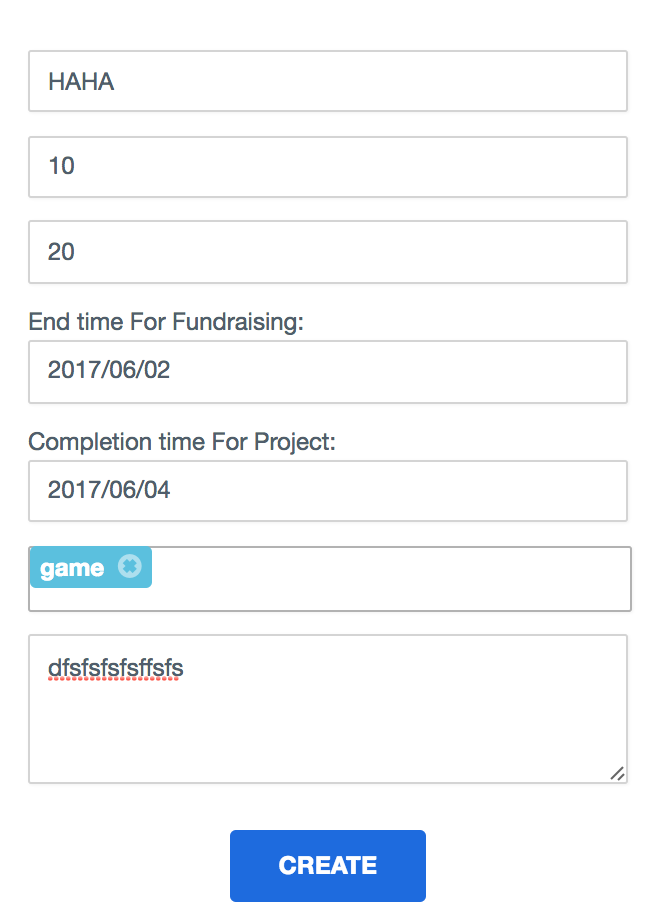 HAHA
10
20
End time For Fundraising:
2017/06/02
Completion time For Project:
2017/06/04
game
dfsfsfsfsffsfs
CREATE